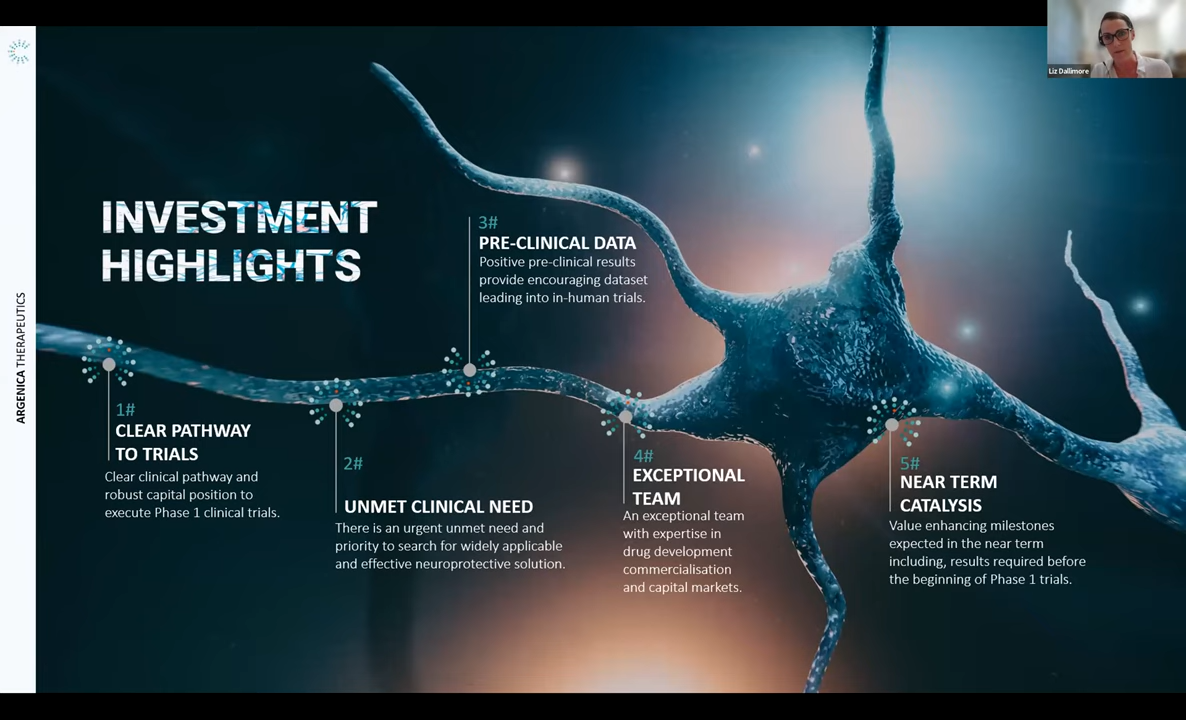 Liz Dallimore
ARGENICA THERAPEUTICS
INVESTMENT
HIGHLIGHTS
1#
CLEAR PATHWAY
TO TRIALS
Clear clinical pathway and
robust capital position to
execute Phase 1 clinical trials.
2#
UNMET CLINICAL NEED
There is an urgent unmet need and
priority to search for widely applicable
and effective neuroprotective solution.
3#
PRE-CLINICAL DATA
Positive pre-clinical results
provide encouraging dataset
leading into in-human trials.
4#
EXCEPTIONAL
TEAM
An exceptional team
with expertise in
drug development
commercialisation
and capital markets.
5#
NEAR TERM
CATALYSIS
Value enhancing milestones
expected in the near term
including, results required before
the beginning of Phase 1 trials.